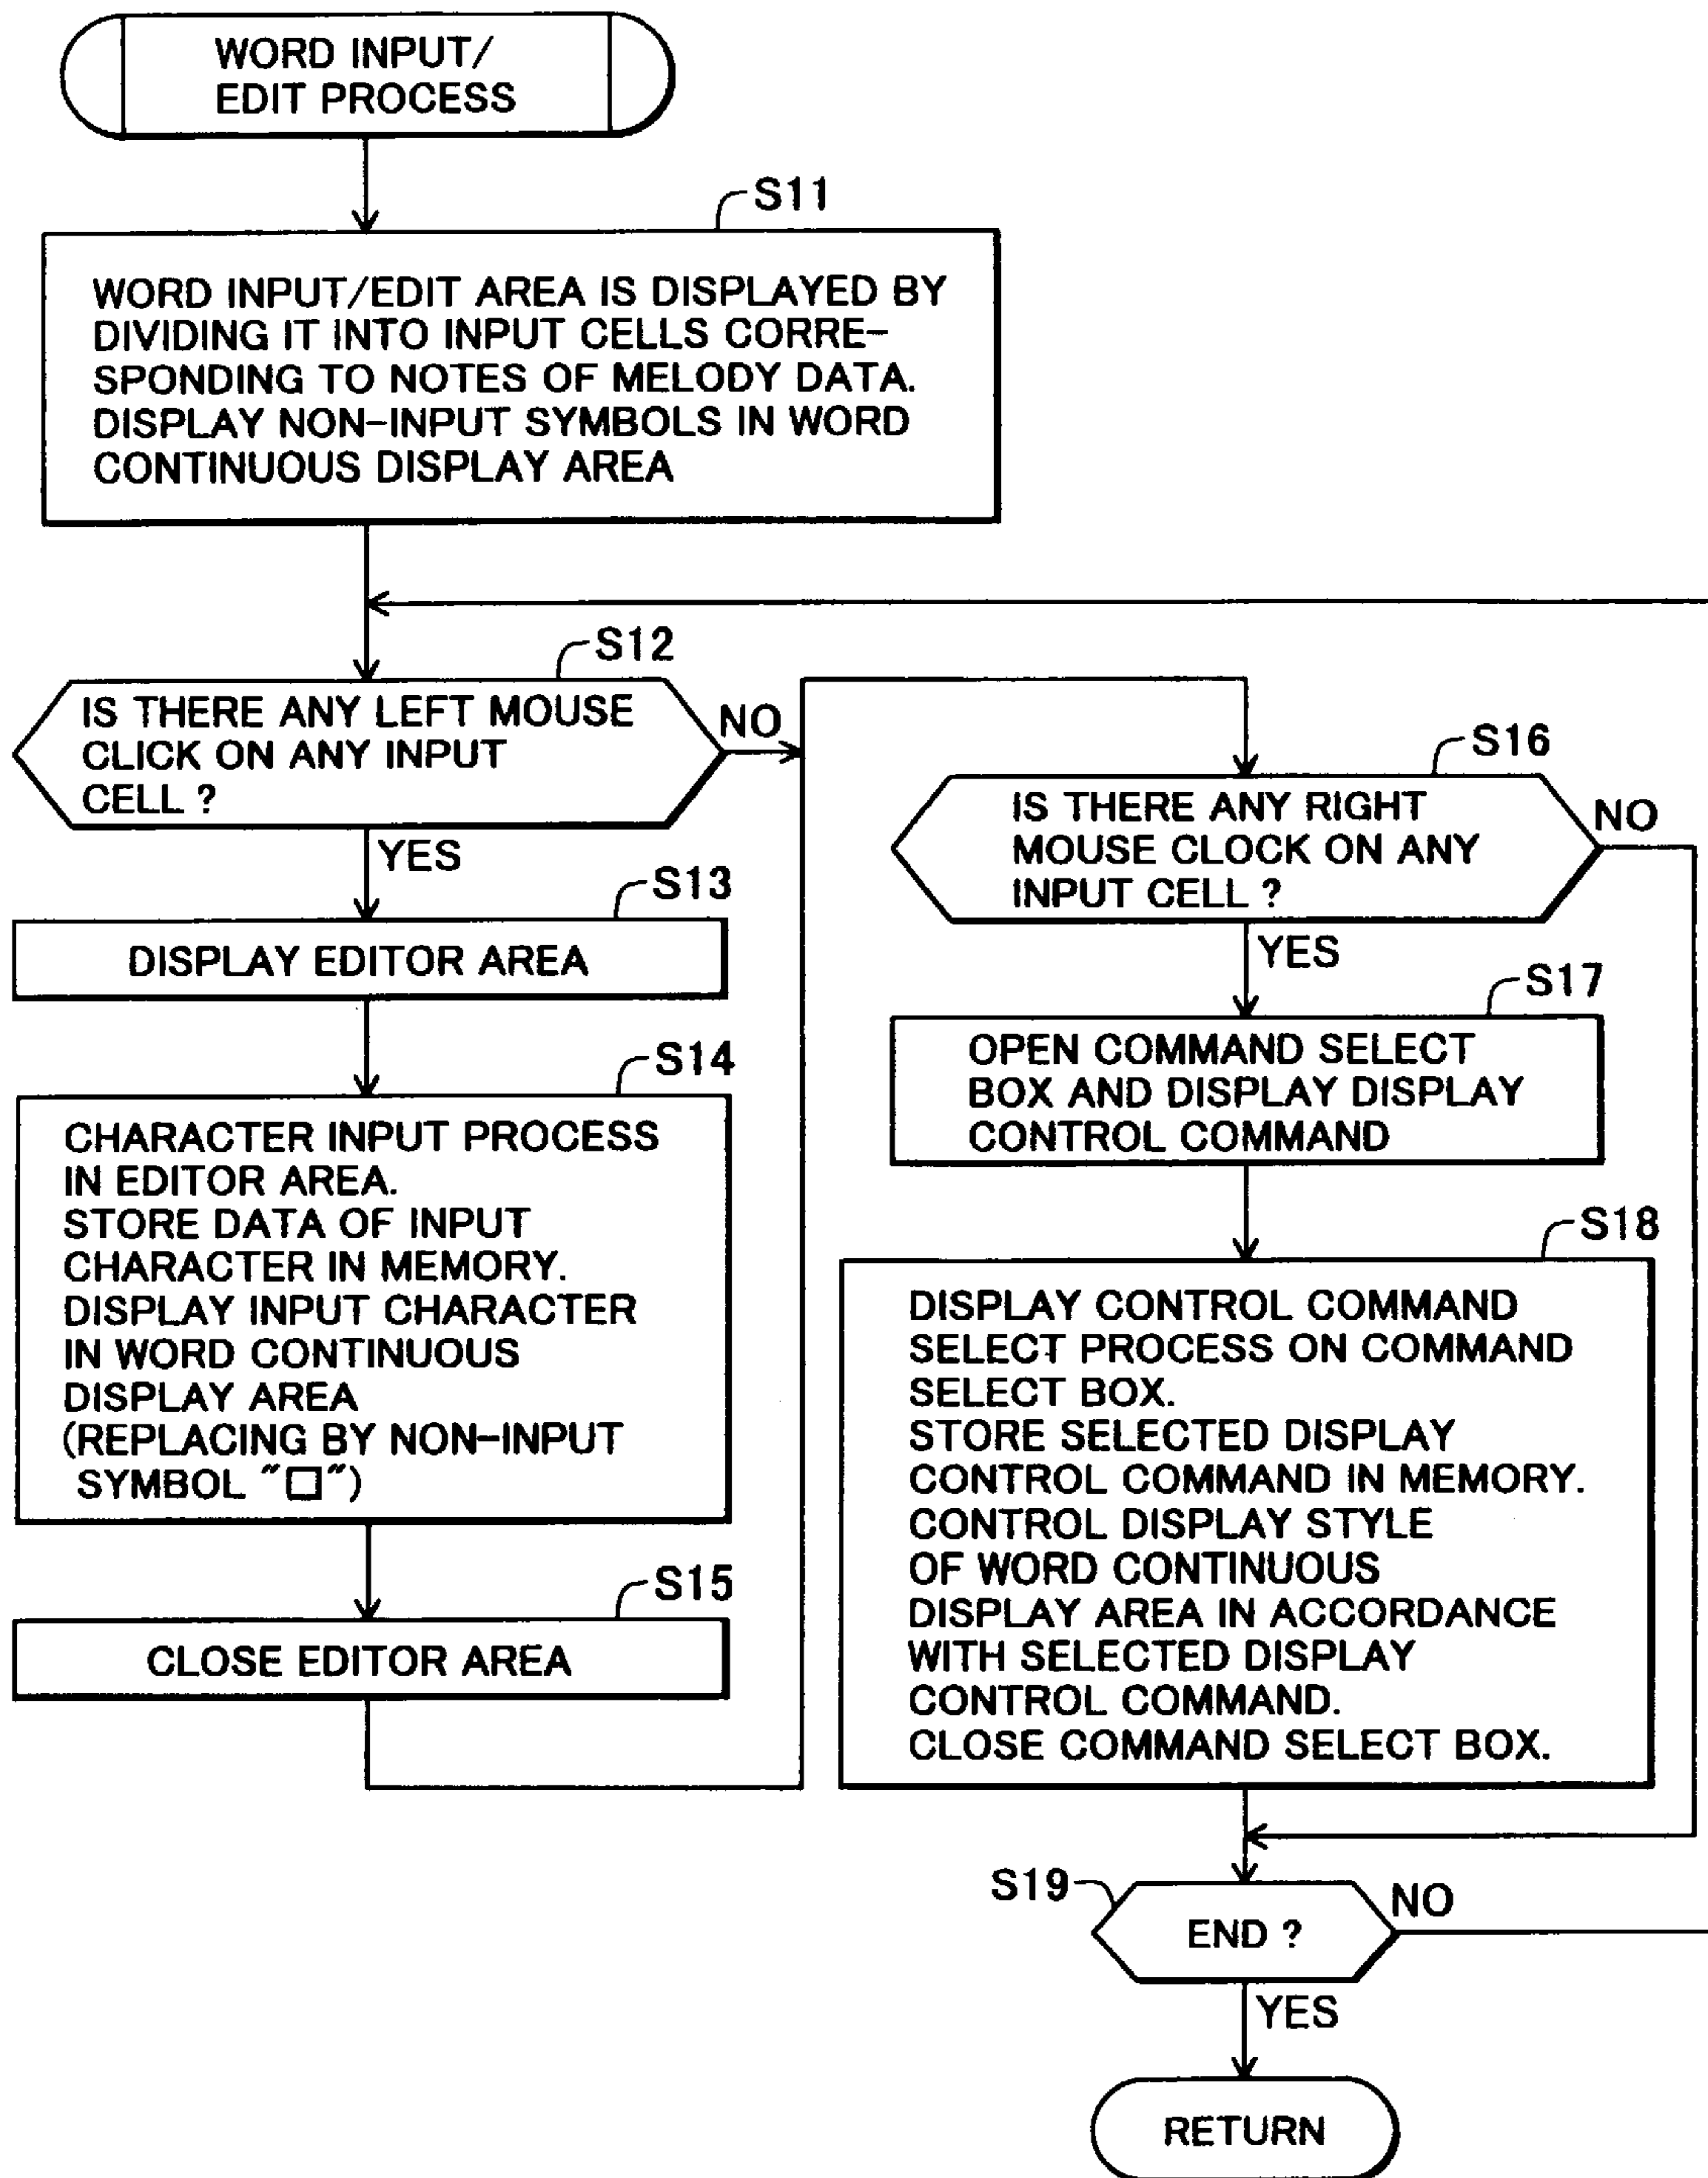 WORD INPUT/
EDIT PROCESS
S11
WORD INPUT/EDIT AREA IS DISPLAYED BY
DIVIDING IT INTO INPUT CELLS CORRE-
SPONDING TO NOTES OF MELODY DATA.
DISPLAY NON-INPUT SYMBOLS IN WORD
CONTINUOUS DISPLAY AREA
S12
IS THERE ANY LEFT MOUSE
CLICK ON ANY INPUT
CELL ?
NO
YES
S13
DISPLAY EDITOR AREA
S14
CHARACTER INPUT PROCESS
IN EDITOR AREA.
STORE DATA OF INPUT
CHARACTER IN MEMORY.
DISPLAY INPUT CHARACTER
IN WORD CONTINUOUS
DISPLAY AREA
(REPLACING BY NON-INPUT
SYMBOL "□")
S15
CLOSE EDITOR AREA
S16
IS THERE ANY RIGHT
MOUSE CLOCK ON ANY
INPUT CELL ?
NO
YES
S17
OPEN COMMAND SELECT
BOX AND DISPLAY DISPLAY
CONTROL COMMAND
S18
DISPLAY CONTROL COMMAND
SELECT PROCESS ON COMMAND
SELECT BOX.
STORE SELECTED DISPLAY
CONTROL COMMAND IN MEMORY.
CONTROL DISPLAY STYLE
OF WORD CONTINUOUS
DISPLAY AREA IN ACCORDANCE
WITH SELECTED DISPLAY
CONTROL COMMAND.
CLOSE COMMAND SELECT BOX.
S19
END ?
NO
YES
RETURN